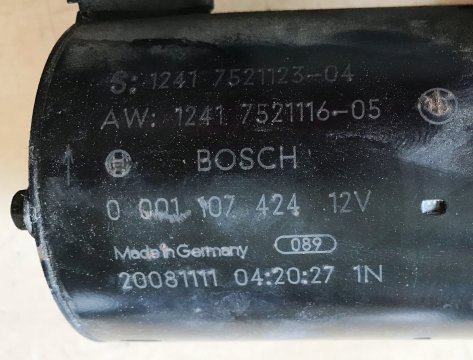 S: 1241 7521123-04
AW: 1241 7521116-05
BOSCH
0 001 107 424 12V
Made in Germany 089
20081111 04:20:27 1N